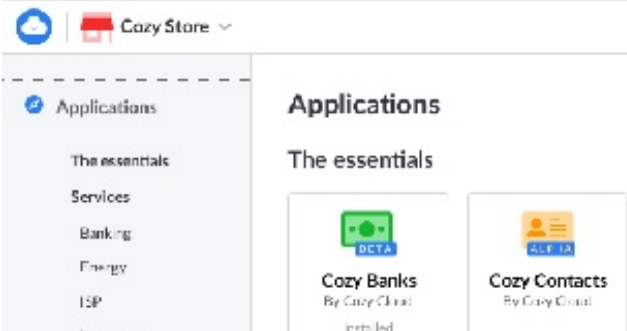 Cozy Store
Applications
The essentials
Services
Banking
Energy
ISP
Applications
The essentials
BETA
Cozy Banks
By Cozy Cloud
Installed
ALPHA
Cozy Contacts
By Cozy Cloud